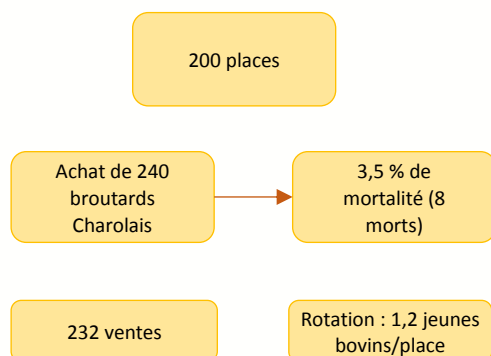 200 places
Achat de 240
broutards
Charolais
3,5 % de
mortalité (8
morts)
232 ventes
Rotation : 1,2 jeunes
bovins/place